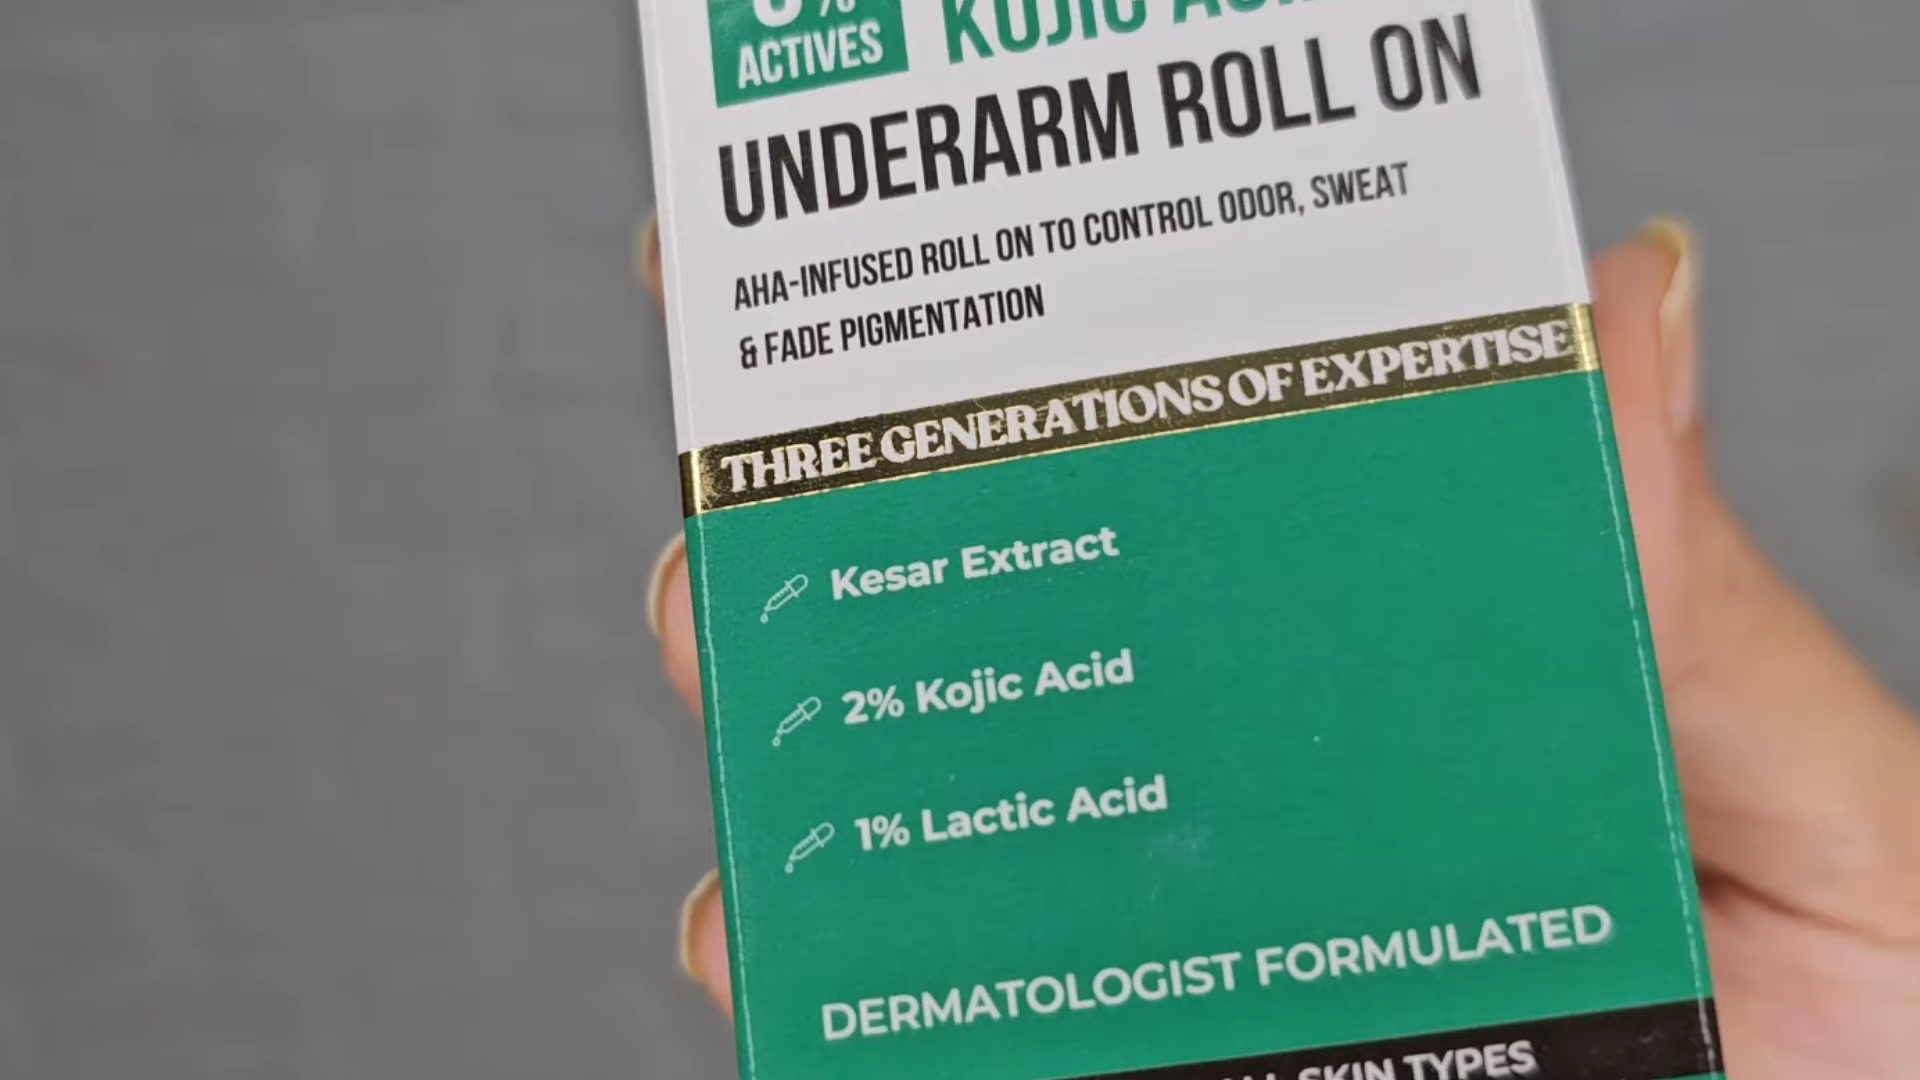 ACTIVES
KOJIC
UNDERARM ROLL ON
AHA-INFUSED ROLL ON TO CONTROL ODOR, SWEAT
& FADE PIGMENTATION
THREE GENERATIONS OF EXPERTISE
Kesar Extract
2% Kojic Acid
1% Lactic Acid
DERMATOLOGIST FORMULATED
SKIN TYPES